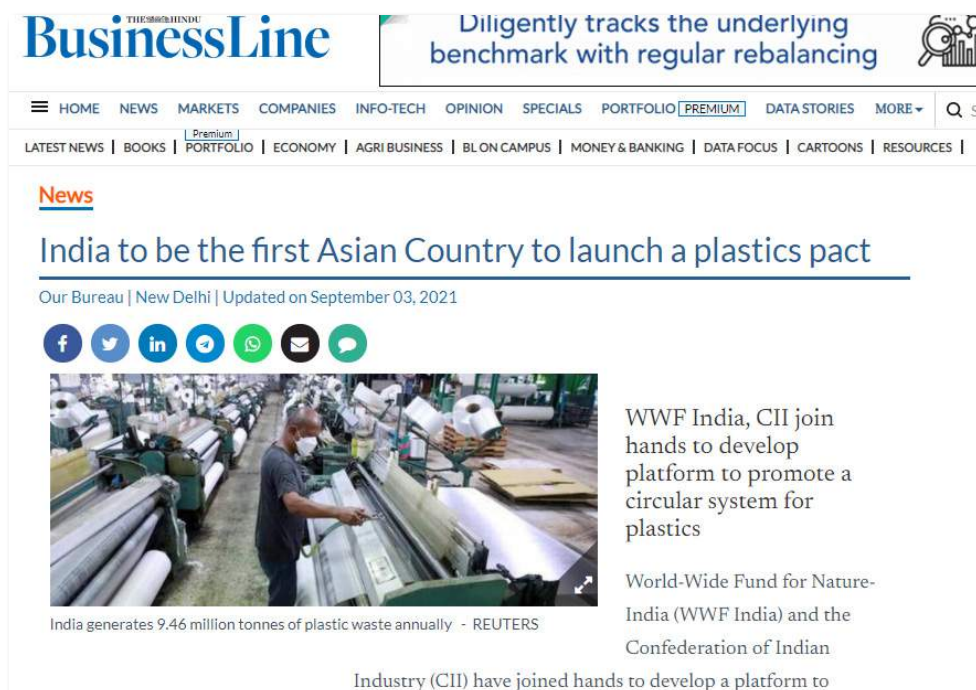 THE HINDU
BusinessLine
Diligently tracks the underlying
benchmark with regular rebalancing
HOME NEWS MARKETS COMPANIES INFO-TECH OPINION SPECIALS PORTFOLIO PREMIUM DATA STORIES MORE
Premium
LATEST NEWS | BOOKS | PORTFOLIO | ECONOMY | AGRI BUSINESS | BL ON CAMPUS | MONEY & BANKING | DATA FOCUS | CARTOONS | RESOURCES |
News
India to be the first Asian Country to launch a plastics pact
Our Bureau | New Delhi | Updated on September 03, 2021
India generates 9.46 million tonnes of plastic waste annually - REUTERS
WWF India, CII join
hands to develop
platform to promote a
circular system for
plastics
World-Wide Fund for Nature-
India (WWF India) and the
Confederation of Indian
Industry (CII) have joined hands to develop a platform to